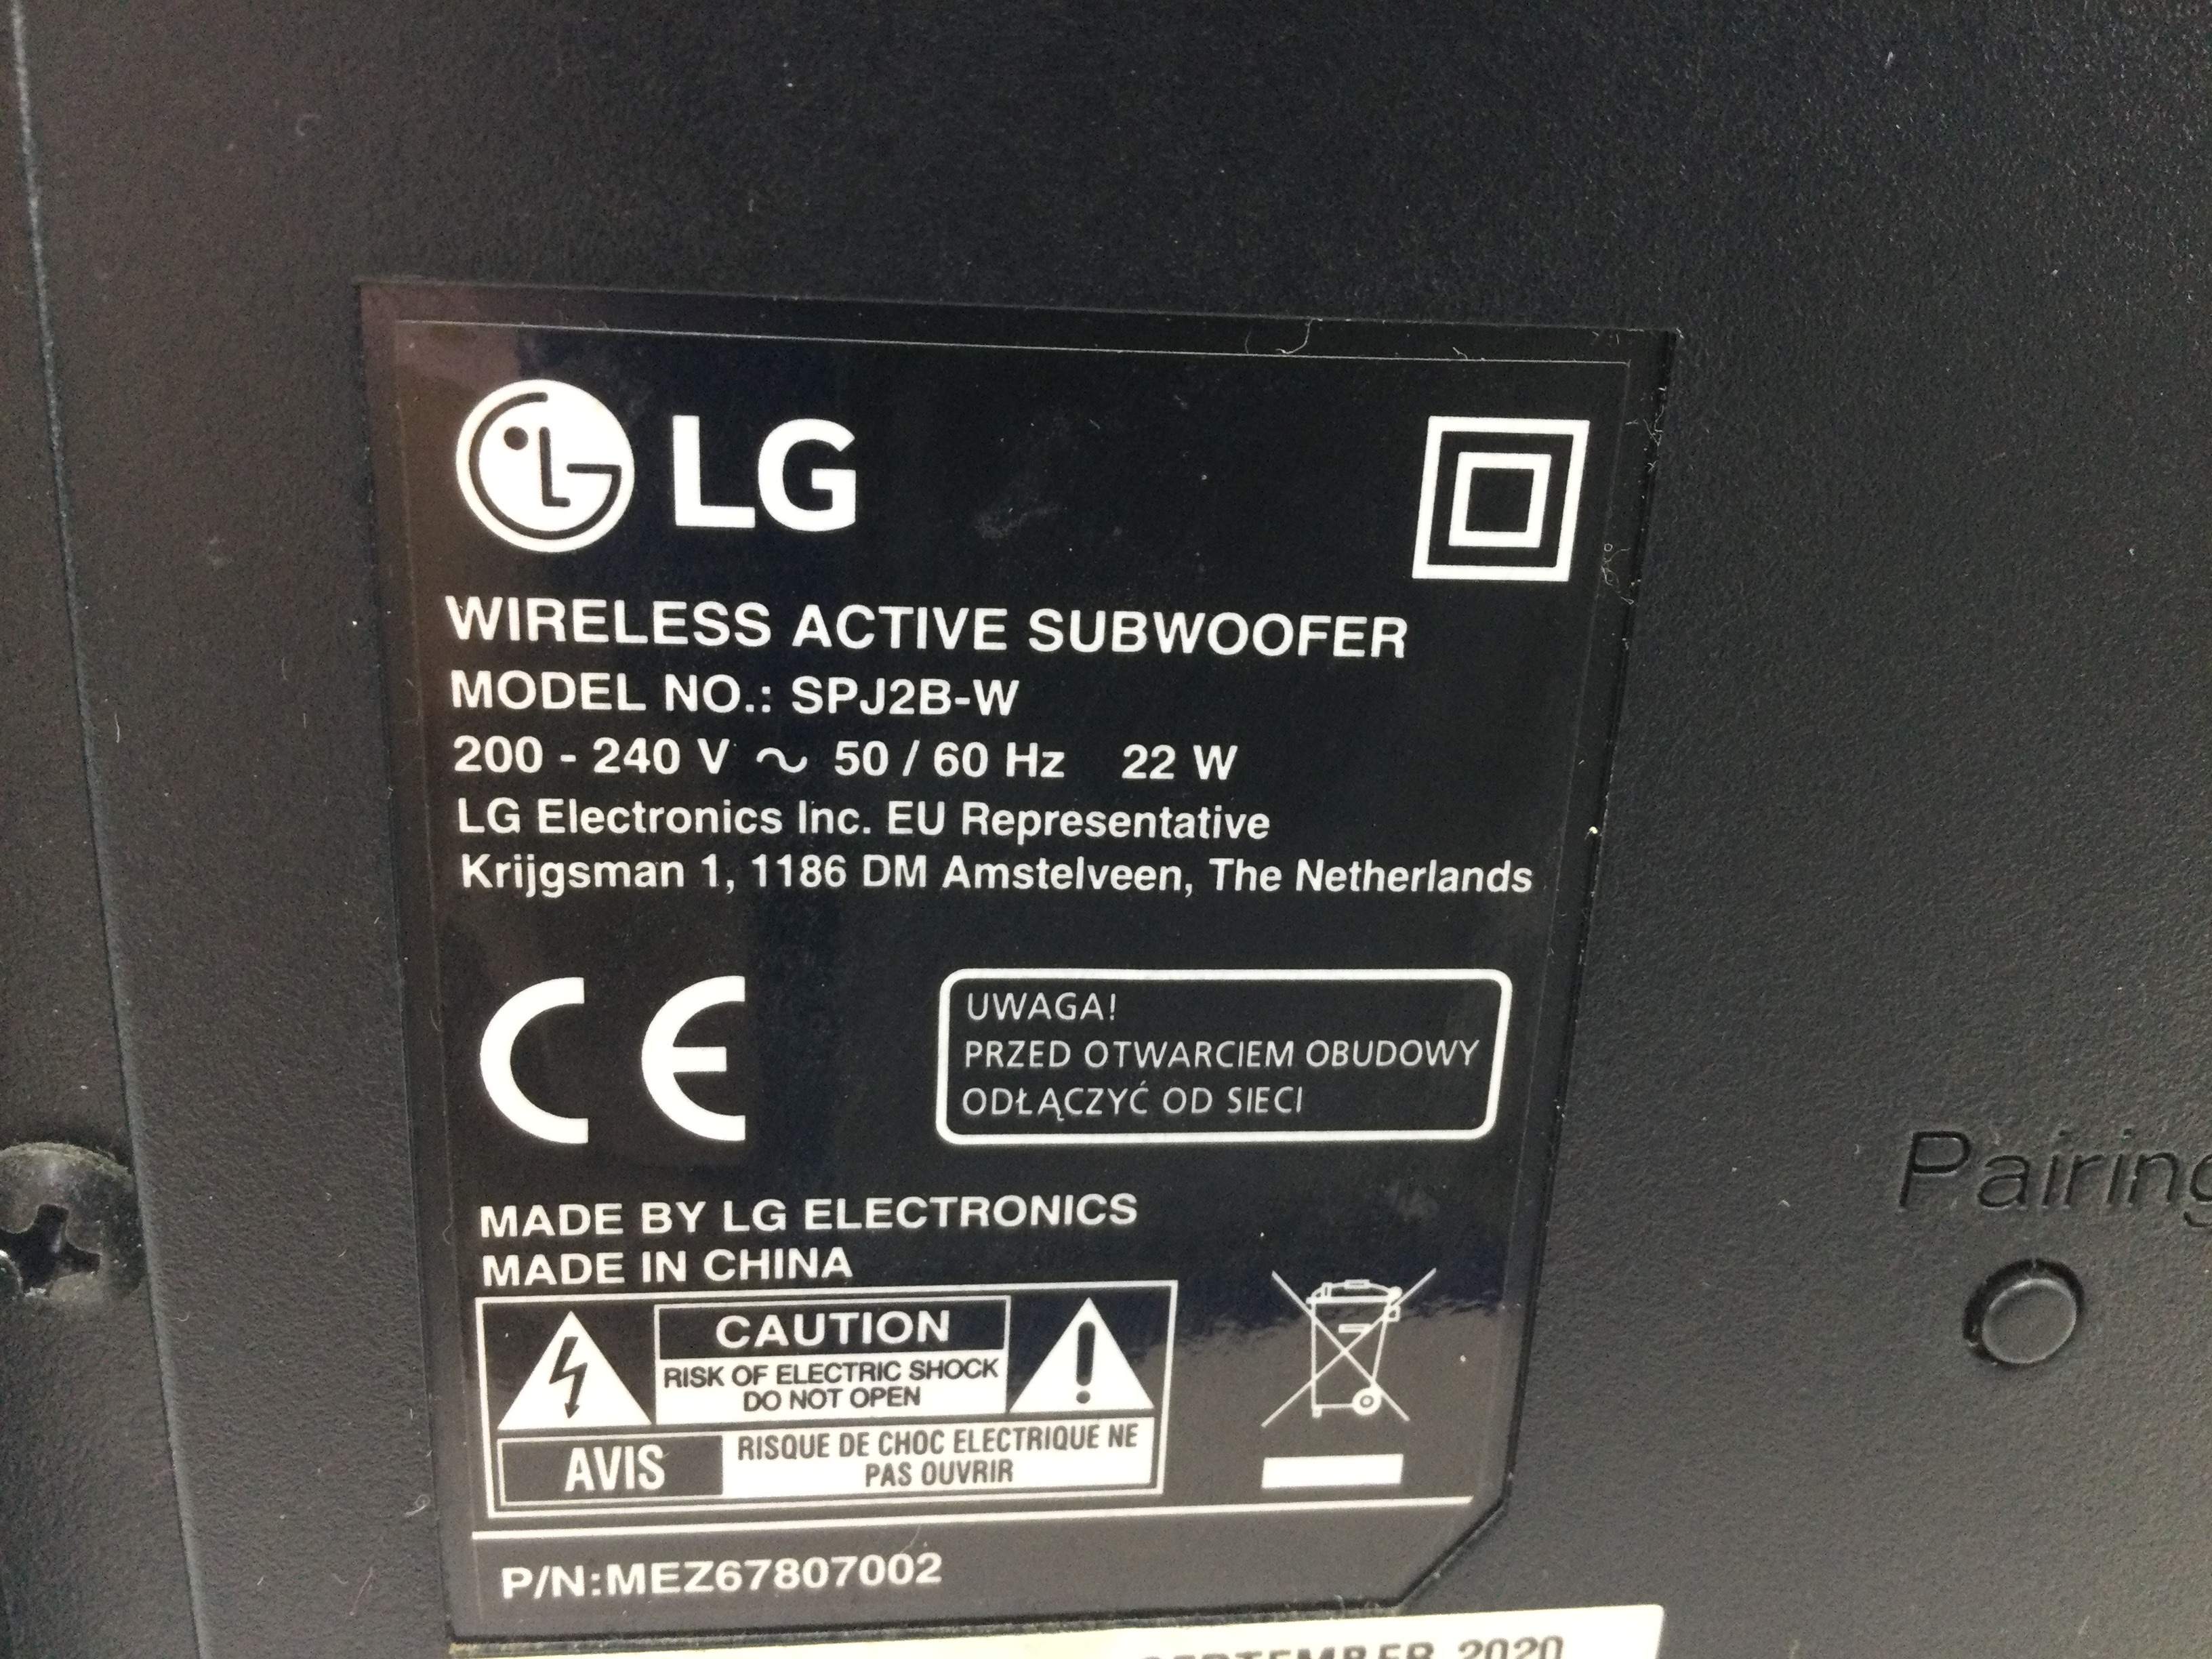 LG
WIRELESS ACTIVE SUBWOOFER
MODEL NO.: SPJ2B-W
200 - 240 V ~ 50 / 60 Hz 22 W
LG Electronics Inc. EU Representative
Krijgsman 1, 1186 DM Amstelveen, The Netherlands
CE
UWAGA!
PRZED OTWARCIEM OBUDOWY
ODŁĄCZYĆ OD SIECI
MADE BY LG ELECTRONICS
MADE IN CHINA
CAUTION
RISK OF ELECTRIC SHOCK
DO NOT OPEN
AVIS
RISQUE DE CHOC ELECTRIQUE NE
PAS OUVRIR
P/N:MEZ67807002
Pairing
SEPTEMBER 2020